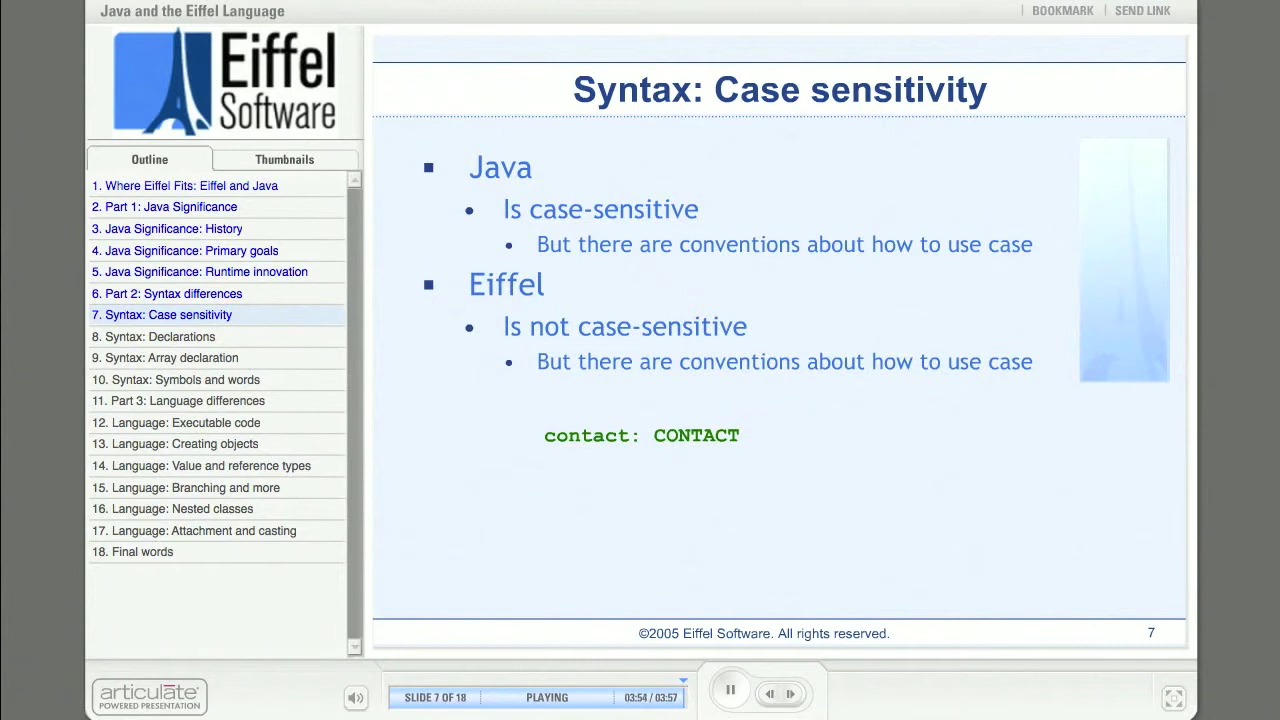 Java and the Eiffel Language
BOOKMARK
SEND LINK
Eiffel
Software
Outline
Thumbnails
1. Where Eiffel Fits: Eiffel and Java
2. Part 1: Java Significance
3. Java Significance: History
4. Java Significance: Primary goals
5. Java Significance: Runtime innovation
6. Part 2: Syntax differences
7. Syntax: Case sensitivity
8. Syntax: Declarations
9. Syntax: Array declaration
10. Syntax: Symbols and words
11. Part 3: Language differences
12. Language: Executable code
13. Language: Creating objects
14. Language: Value and reference types
15. Language: Branching and more
16. Language: Nested classes
17. Language: Attachment and casting
18. Final words
Syntax: Case sensitivity
Java
Is case-sensitive
But there are conventions about how to use case
Eiffel
Is not case-sensitive
But there are conventions about how to use case
contact: CONTACT
©2005 Eiffel Software. All rights reserved.
7
articulate
POWERED PRESENTATION
SLIDE 7 OF 18
PLAYING
03:54 / 03:57